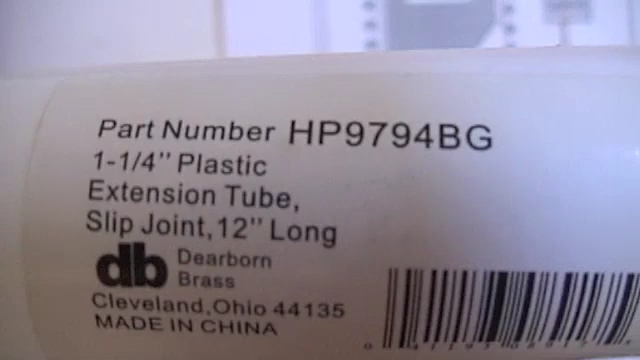 Part Number HP9794BG
1-1/4" Plastic
Extension Tube,
Slip Joint, 12" Long
db Dearborn
Brass
Cleveland, Ohio 44135
MADE IN CHINA